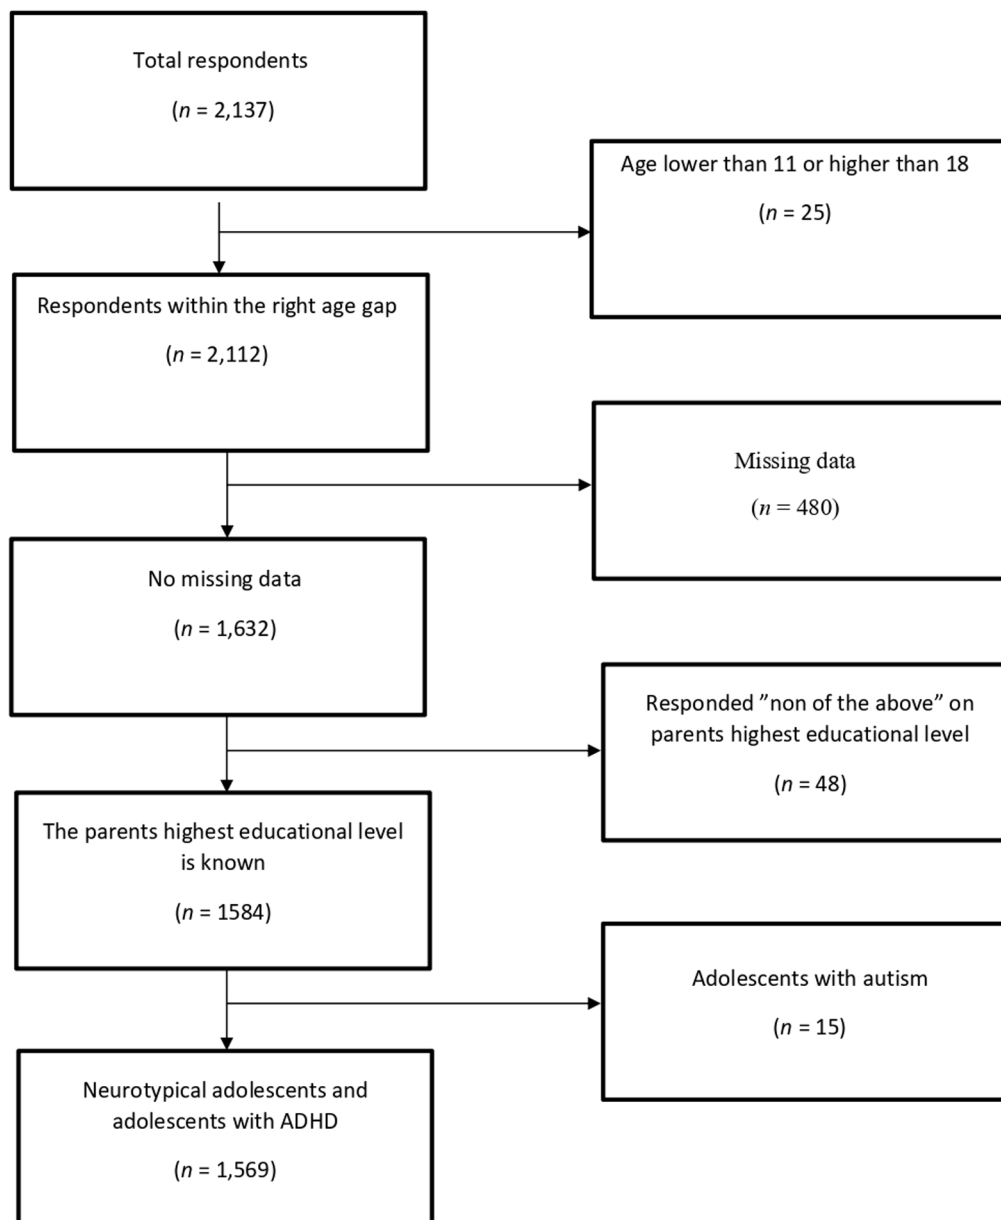 Total respondents
(n = 2,137)
Age lower than 11 or higher than 18
(n = 25)
Respondents within the right age gap
(n = 2,112)
Missing data
(n = 480)
No missing data
(n = 1,632)
Responded ”non of the above” on
parents highest educational level
(n = 48)
The parents highest educational level
is known
(n = 1584)
Adolescents with autism
(n = 15)
Neurotypical adolescents and
adolescents with ADHD
(n = 1,569)